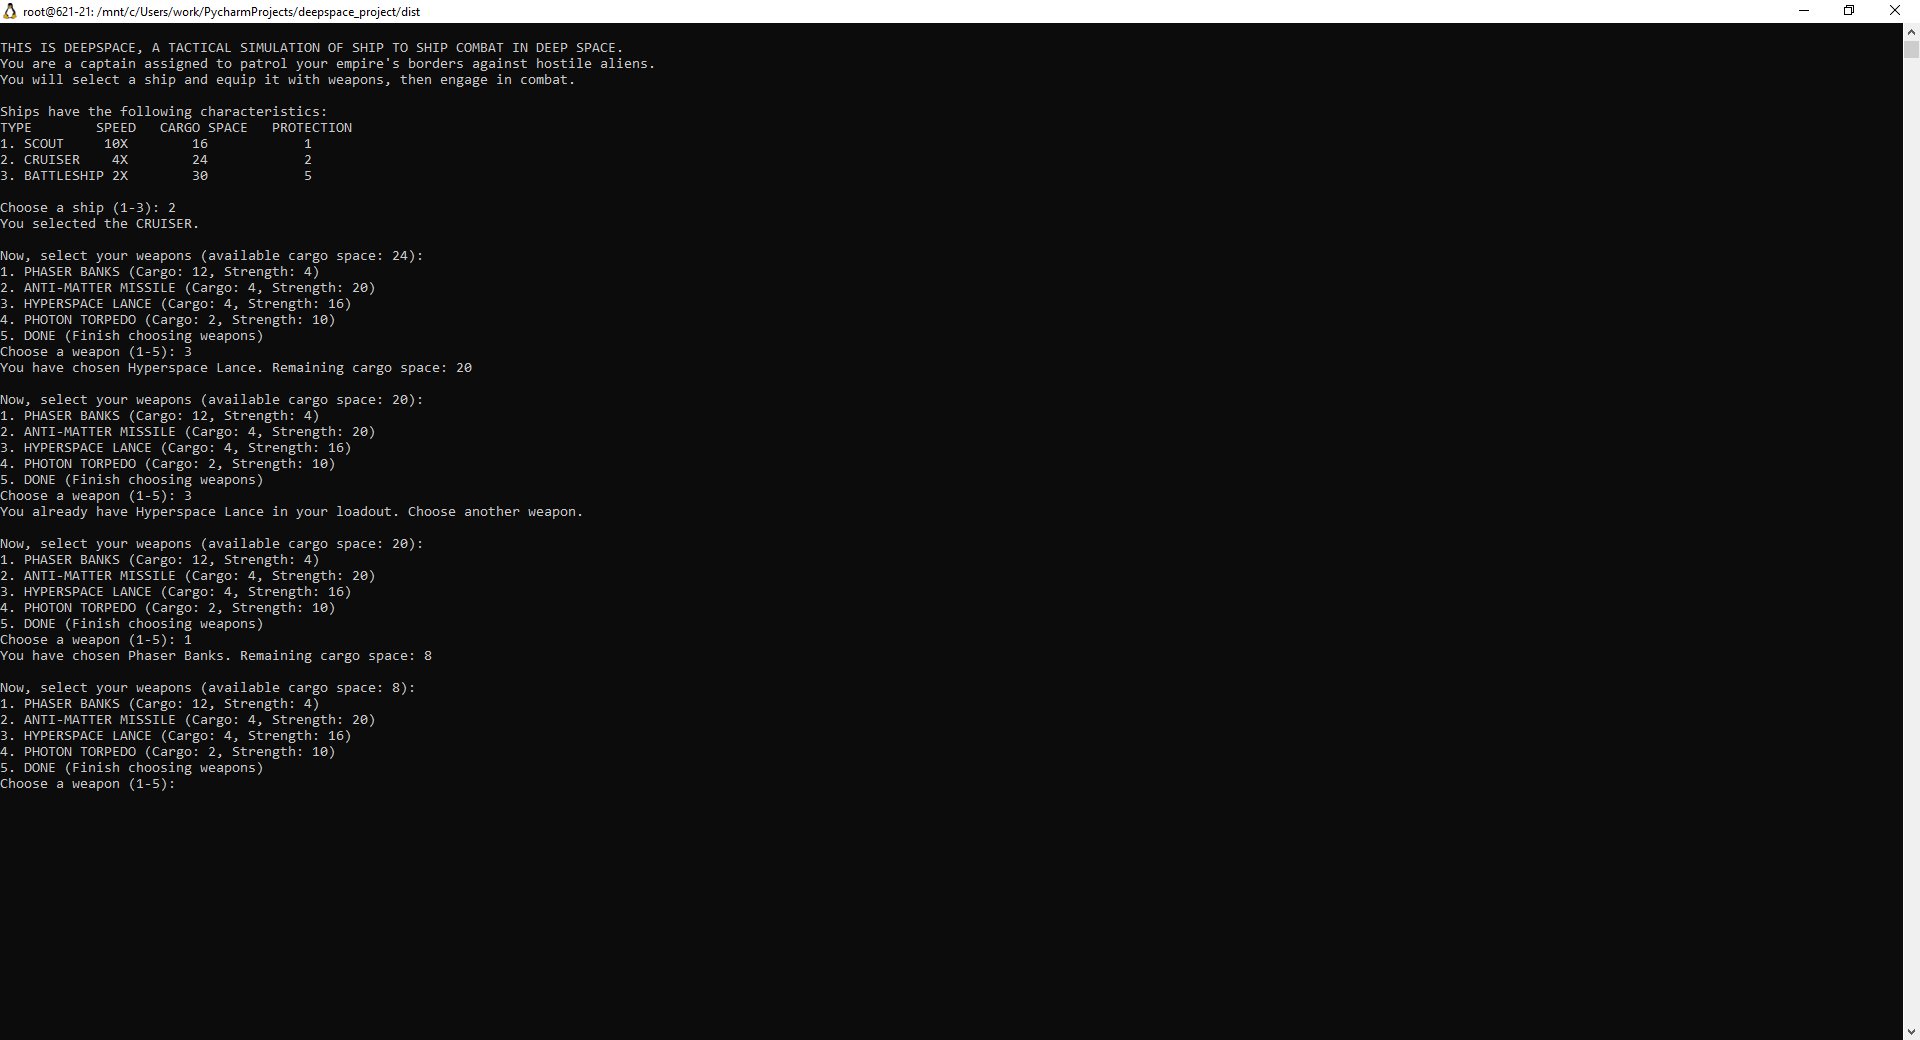 root@621-21: /mnt/c/Users/work/PycharmProjects/deepspace_project/dist
THIS IS DEEPSPACE, A TACTICAL SIMULATION OF SHIP TO SHIP COMBAT IN DEEP SPACE.
You are a captain assigned to patrol your empire's borders against hostile aliens.
You will select a ship and equip it with weapons, then engage in combat.

Ships have the following characteristics:
TYPE        SPEED   CARGO SPACE   PROTECTION
1. SCOUT     10X        16            1
2. CRUISER    4X        24            2
3. BATTLESHIP 2X        30            5

Choose a ship (1-3): 2
You selected the CRUISER.

Now, select your weapons (available cargo space: 24):
1. PHASER BANKS (Cargo: 12, Strength: 4)
2. ANTI-MATTER MISSILE (Cargo: 4, Strength: 20)
3. HYPERSPACE LANCE (Cargo: 4, Strength: 16)
4. PHOTON TORPEDO (Cargo: 2, Strength: 10)
5. DONE (Finish choosing weapons)
Choose a weapon (1-5): 3
You have chosen Hyperspace Lance. Remaining cargo space: 20

Now, select your weapons (available cargo space: 20):
1. PHASER BANKS (Cargo: 12, Strength: 4)
2. ANTI-MATTER MISSILE (Cargo: 4, Strength: 20)
3. HYPERSPACE LANCE (Cargo: 4, Strength: 16)
4. PHOTON TORPEDO (Cargo: 2, Strength: 10)
5. DONE (Finish choosing weapons)
Choose a weapon (1-5): 3
You already have Hyperspace Lance in your loadout. Choose another weapon.

Now, select your weapons (available cargo space: 20):
1. PHASER BANKS (Cargo: 12, Strength: 4)
2. ANTI-MATTER MISSILE (Cargo: 4, Strength: 20)
3. HYPERSPACE LANCE (Cargo: 4, Strength: 16)
4. PHOTON TORPEDO (Cargo: 2, Strength: 10)
5. DONE (Finish choosing weapons)
Choose a weapon (1-5): 1
You have chosen Phaser Banks. Remaining cargo space: 8

Now, select your weapons (available cargo space: 8):
1. PHASER BANKS (Cargo: 12, Strength: 4)
2. ANTI-MATTER MISSILE (Cargo: 4, Strength: 20)
3. HYPERSPACE LANCE (Cargo: 4, Strength: 16)
4. PHOTON TORPEDO (Cargo: 2, Strength: 10)
5. DONE (Finish choosing weapons)
Choose a weapon (1-5):